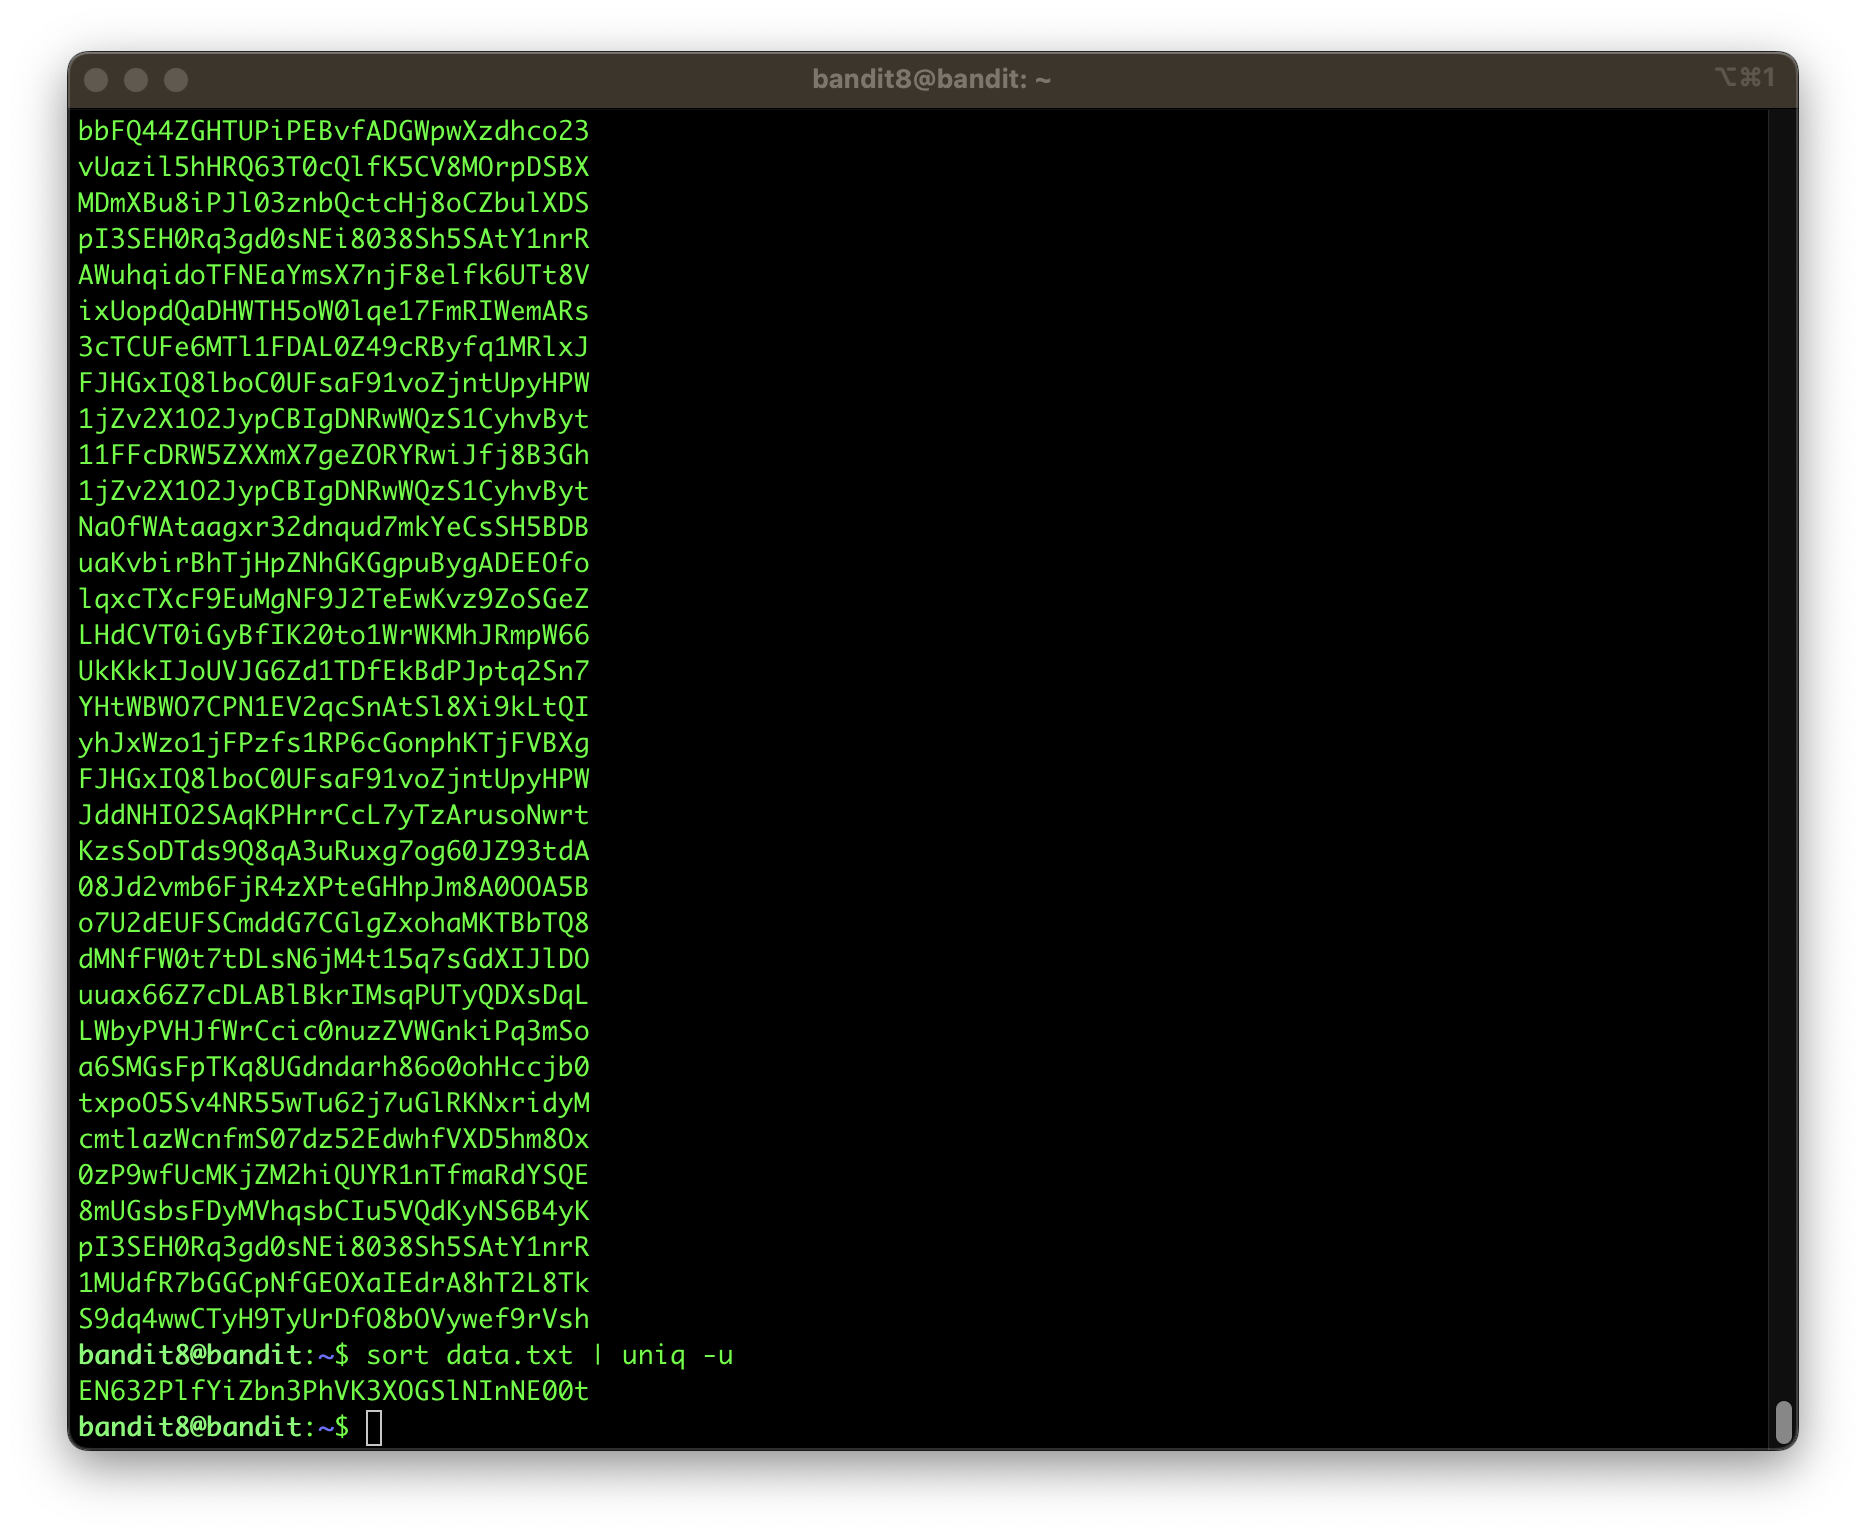 bandit8@bandit: ~
⌥⌘1
bbFQ44ZGHTUPiPEBvfADGWpwXzdhco23
vUazil5hHRQ63T0cQlfK5CV8MOrpDSBX
MDmXBu8iPJl03znbQctcHj8oCZbulXDS
pI3SEH0Rq3gd0sNEi8038Sh5SAtY1nrR
AWuhqidoTFNEaYmsX7njF8elfk6UTt8V
ixUopdQaDHWTH5oW0lqe17FmRIWemARs
3cTCUFe6MTl1FDAL0Z49cRByfq1MRlxJ
FJHGxIQ8lboC0UFsaF91voZjntUpyHPW
1jZv2X1O2JypCBIgDNRwWQzS1CyhvByt
11FFcDRW5ZXXmX7geZORYRwiJfj8B3Gh
1jZv2X1O2JypCBIgDNRwWQzS1CyhvByt
NaOfWAtaagxr32dnqud7mkYeCsSH5BDB
uaKvbirBhTjHpZNhGKGgpuBygADEEOfo
lqxcTXcF9EuMgNF9J2TeEwKvz9ZoSGeZ
LHdCVT0iGyBfIK20to1WrWKMhJRmpW66
UkKkkIJoUVJG6Zd1TDfEkBdPJptq2Sn7
YHtWBWO7CPN1EV2qcSnAtSl8Xi9kLtQI
yhJxWzo1jFPzfs1RP6cGonphKTjFVBXg
FJHGxIQ8lboC0UFsaF91voZjntUpyHPW
JddNHIO2SAqKPHrrCcL7yTzArusoNwrt
KzsSoDTds9Q8qA3uRuxg7og60JZ93tdA
08Jd2vmb6FjR4zXPteGHhpJm8A0OOA5B
o7U2dEUFSCmddG7CGlgZxohaMKTBbTQ8
dMNfFW0t7tDLsN6jM4t15q7sGdXIJlDO
uuax66Z7cDLABlBkrIMsqPUTyQDXsDqL
LWbyPVHJfWrCcic0nuzZVWGnkiPq3mSo
a6SMGsFpTKq8UGdndarh86o0ohHccjb0
txpoO5Sv4NR55wTu62j7uGlRKNxridyM
cmtlazWcnfmS07dz52EdwhfVXD5hm8Ox
0zP9wfUcMKjZM2hiQUYR1nTfmaRdYSQE
8mUGsbsFDyMVhqsbCIu5VQdKyNS6B4yK
pI3SEH0Rq3gd0sNEi8038Sh5SAtY1nrR
1MUdfR7bGGCpNfGEOXaIEdrA8hT2L8Tk
S9dq4wwCTyH9TyUrDfO8bOVywef9rVsh
bandit8@bandit:~$ sort data.txt | uniq -u
EN632PlfYiZbn3PhVK3XOGSlNInNE00t
bandit8@bandit:~$